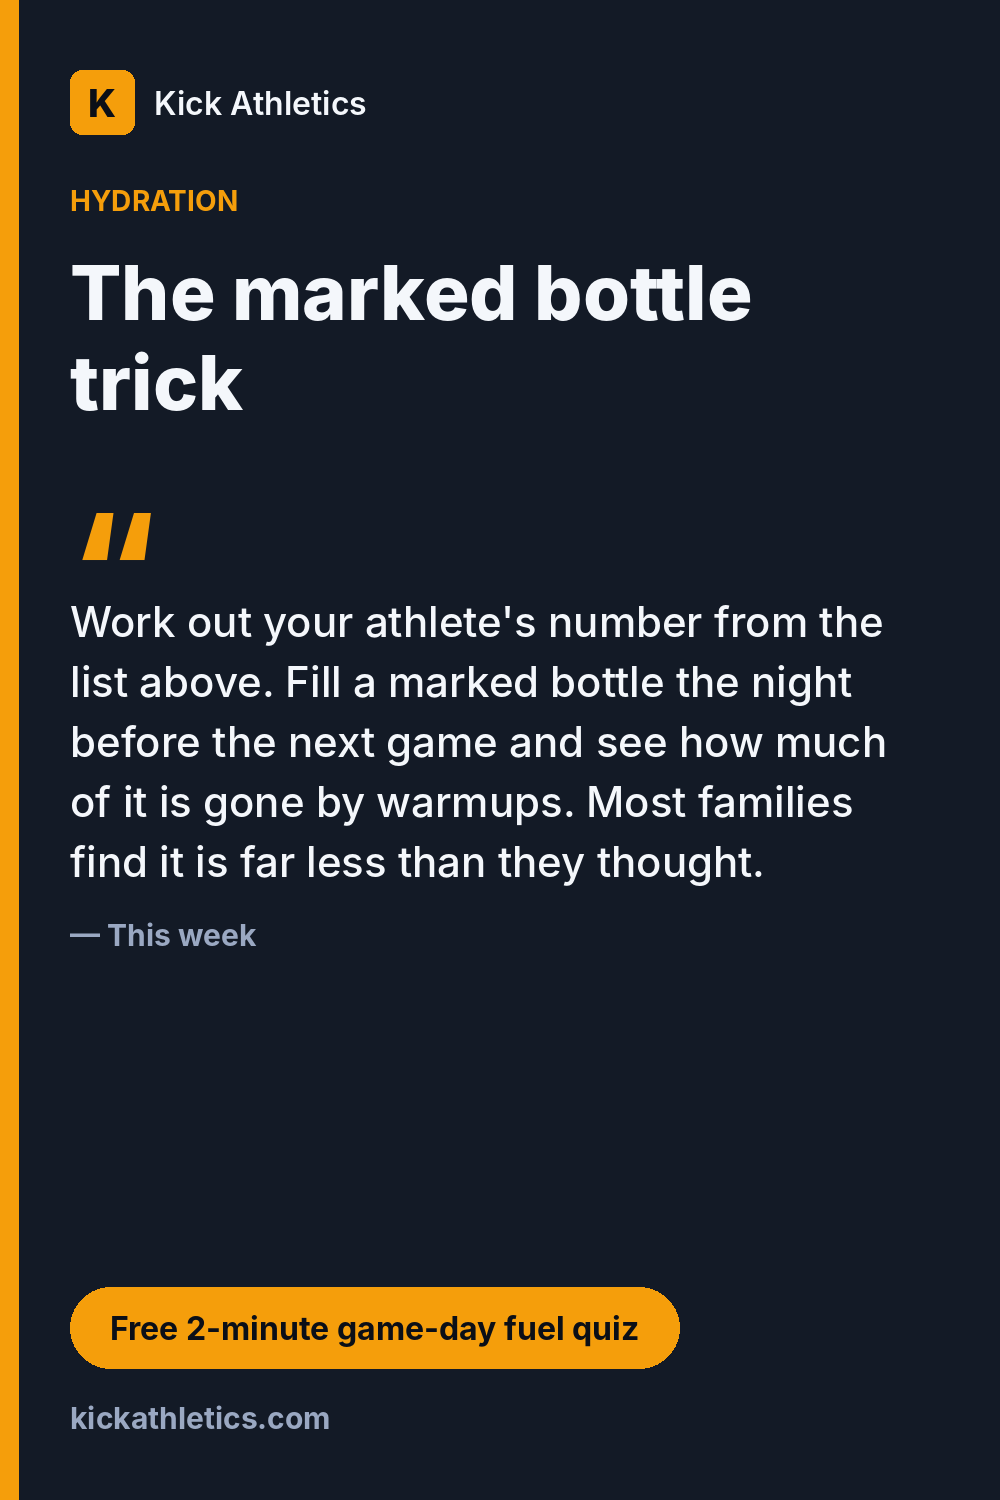 K
Kick Athletics
HYDRATION
The marked bottle
trick
"
Work out your athlete's number from the
list above. Fill a marked bottle the night
before the next game and see how much
of it is gone by warmups. Most families
find it is far less than they thought.
— This week
Free 2-minute game-day fuel quiz
kickathletics.com